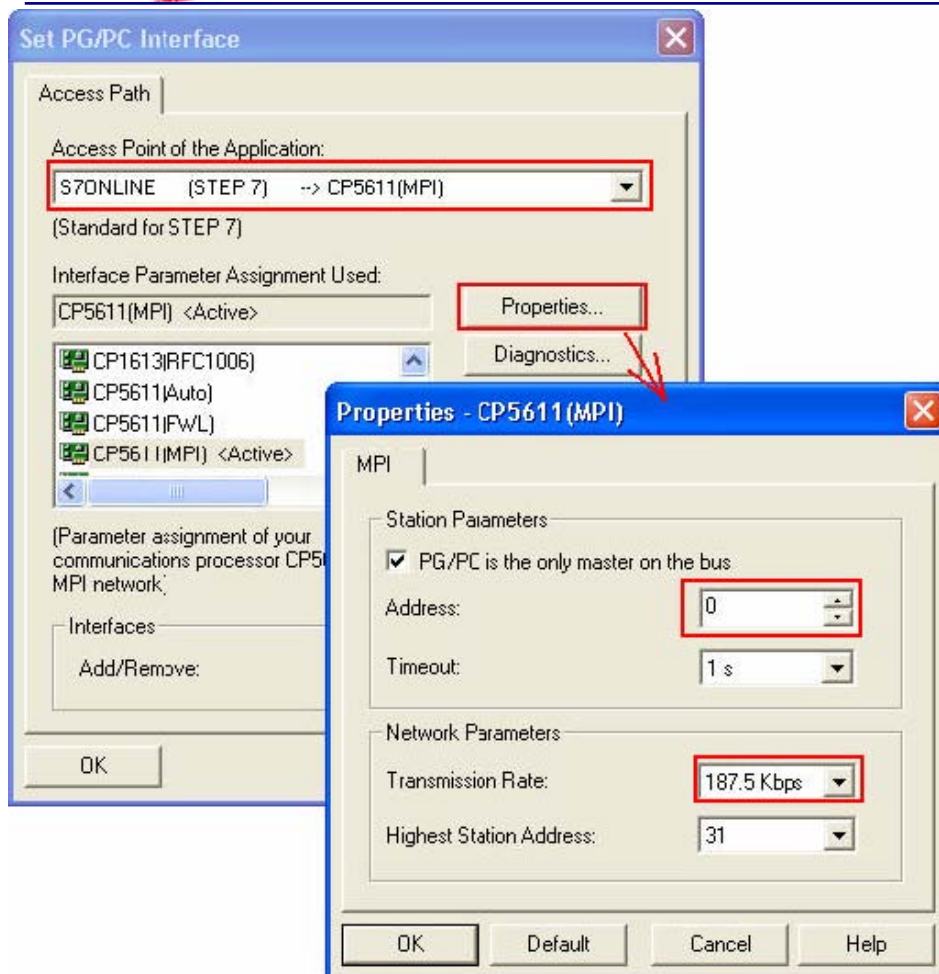 Set PG/PC Interface
Access Path
Access Point of the Application:
S7ONLINE (STEP 7) --> CP5611(MPI)
(Standard for STEP 7)
Interface Parameter Assignment Used:
CP5611(MPI) <Active>
Properties...
Diagnostics...
CP1613(RFC1006)
CP5611(Auto)
CP5611(FWL)
CP5611(MPI) <Active>
(Parameter assignment of your
communications processor
MPI network)
Interfaces
Add/Remove:
OK
Properties - CP5611(MPI)
MPI
Station Parameters
PG/PC is the only master on the bus
Address:
0
Timeout:
1 s
Network Parameters
Transmission Rate:
187.5 Kbps
Highest Station Address:
31
OK
Default
Cancel
Help